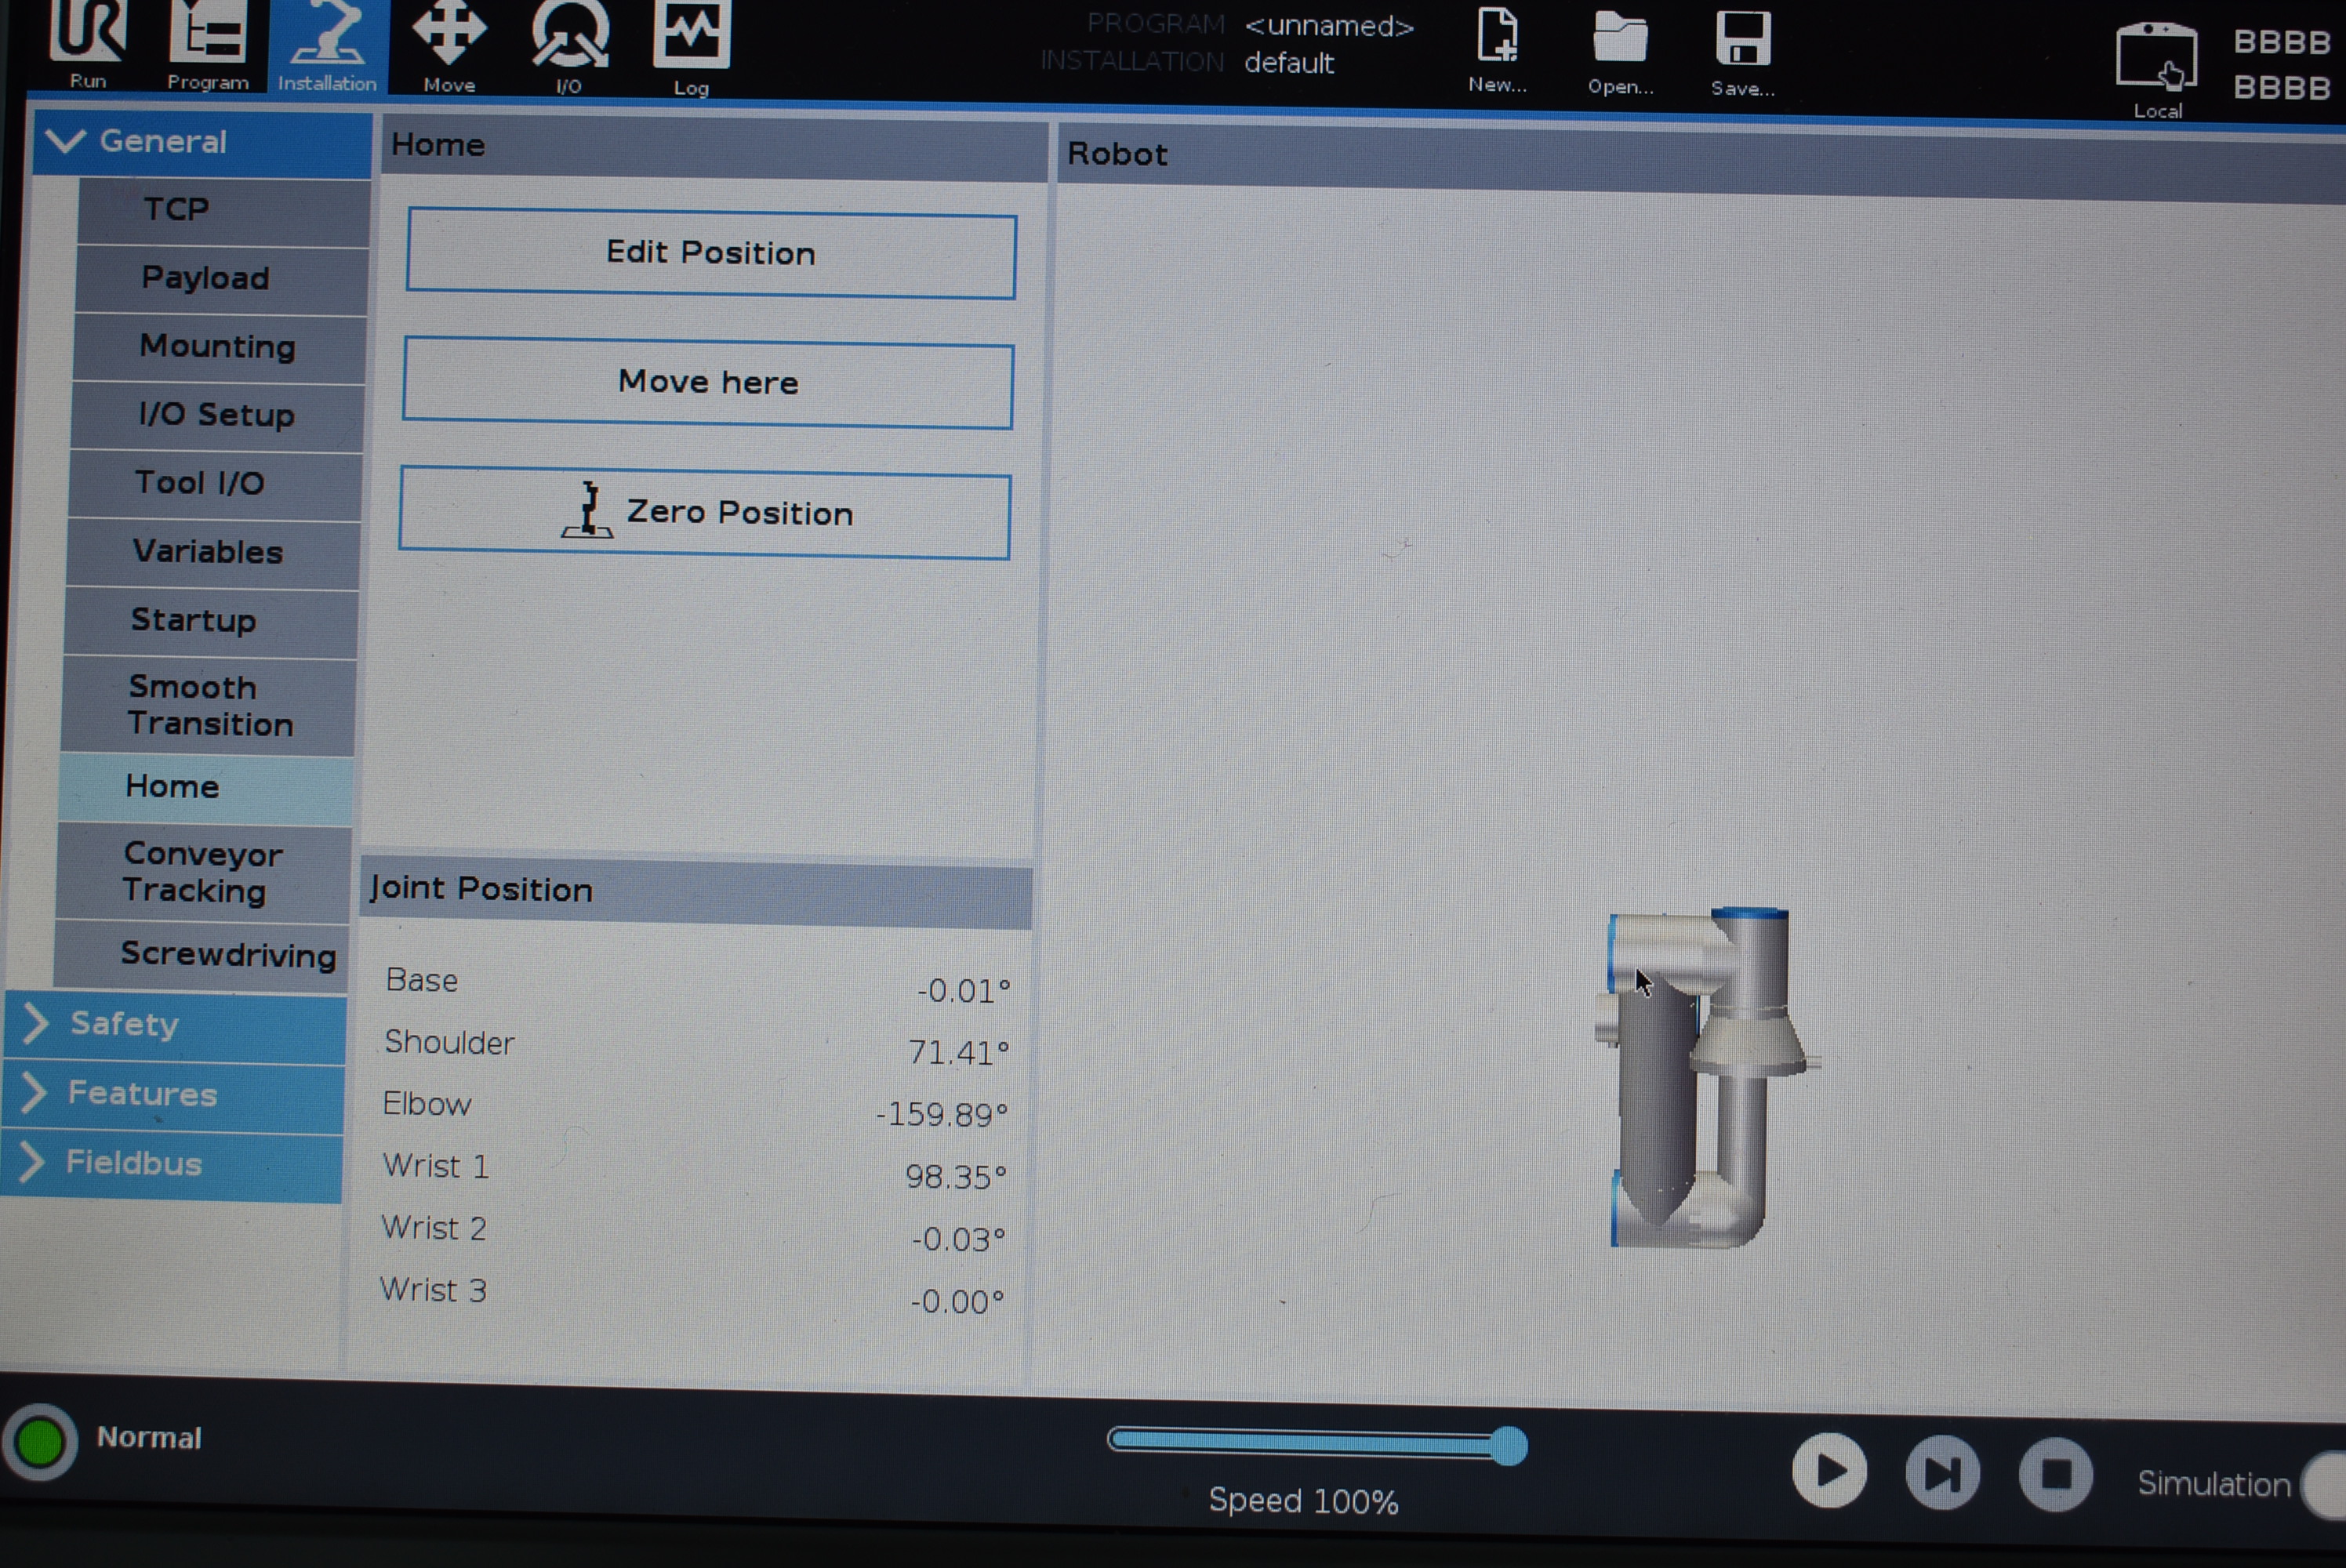 UR
Run
Program
Installation
Move
I/O
Log
PROGRAM <unnamed>
INSTALLATION default
New...
Open...
Save...
Local
BBBB
BBBB
General
TCP
Payload
Mounting
I/O Setup
Tool I/O
Variables
Startup
Smooth
Transition
Home
Conveyor
Tracking
Screwdriving
Safety
Features
Fieldbus
Home
Edit Position
Move here
Zero Position
Joint Position
Base -0.01°
Shoulder 71.41°
Elbow -159.89°
Wrist 1 98.35°
Wrist 2 -0.03°
Wrist 3 -0.00°
Robot
Normal
Speed 100%
Simulation